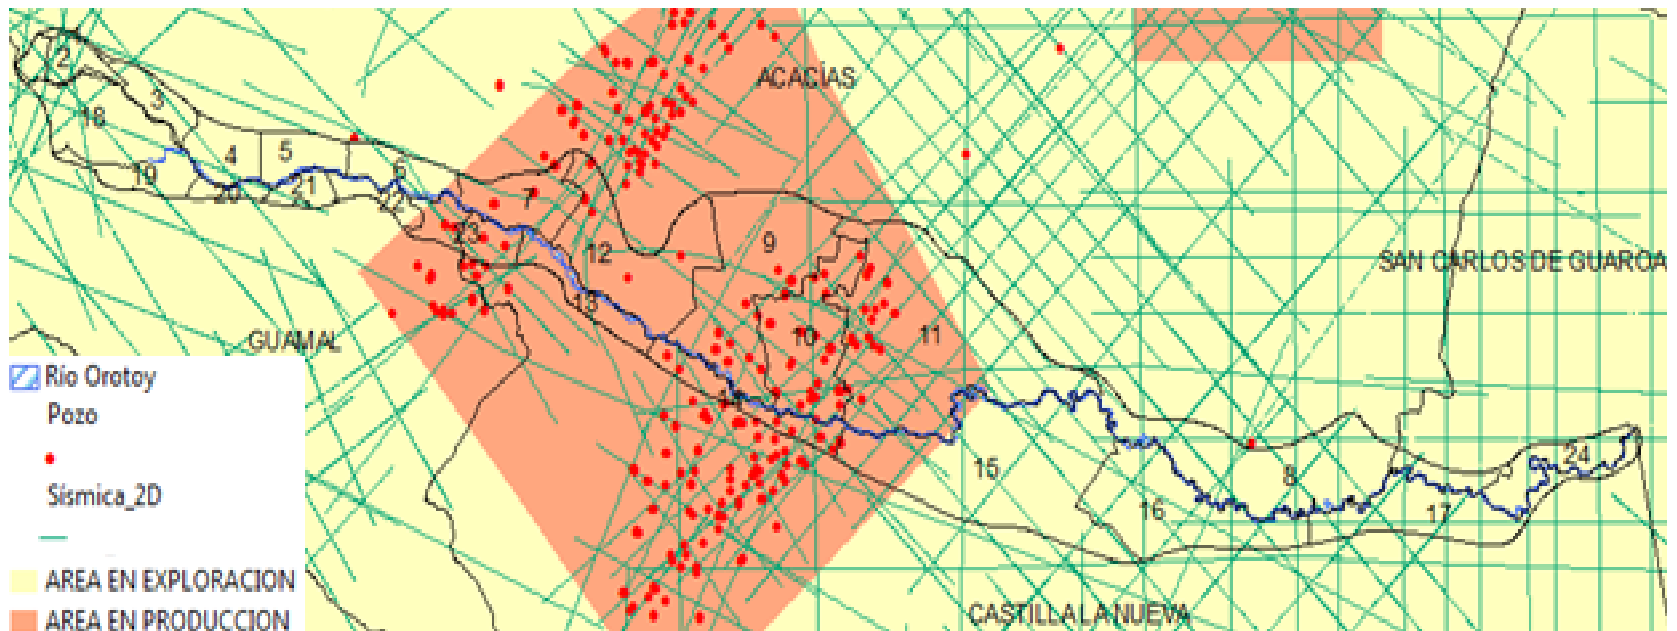 2
ACACÍAS
3
18
5
4
6
19
21
20
22
7
23
9
12
SAN CARLOS DE GUAROA
13
10
11
GUAMAL
Río Orotoy
Pozo
14
15
24
8
Sísmica_2D
16
17
AREA EN EXPLORACION
CASTILLA LA NUEVA
AREA EN PRODUCCION